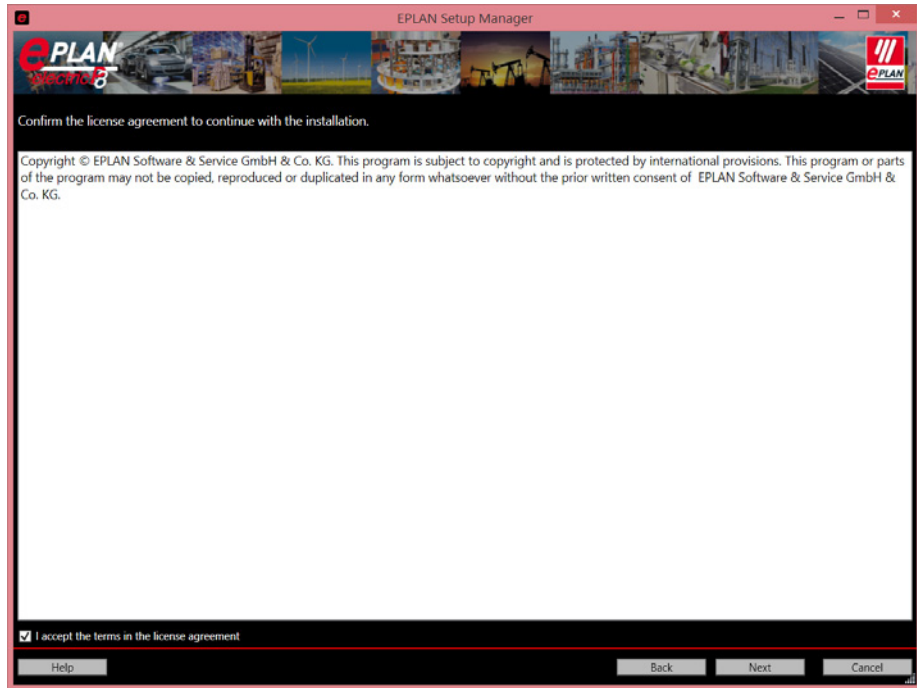 e
EPLAN Setup Manager
ePLAN
electric P8
ePLAN
Confirm the license agreement to continue with the installation.
Copyright © EPLAN Software & Service GmbH & Co. KG. This program is subject to copyright and is protected by international provisions. This program or parts
of the program may not be copied, reproduced or duplicated in any form whatsoever without the prior written consent of  EPLAN Software & Service GmbH &
Co. KG.
I accept the terms in the license agreement
Help
Back
Next
Cancel